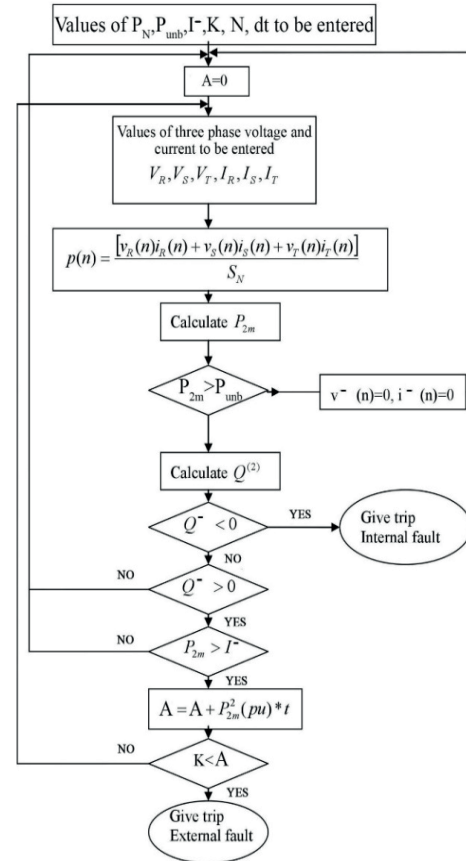 Values of P_N,P_unb,I⁻,K, N, dt to be entered
A=0
Values of three phase voltage and
current to be entered
V_R,V_S,V_T,I_R,I_S,I_T
p(n) = [v_R(n)i_R(n) + v_S(n)i_S(n) + v_T(n)i_T(n)] / S_N
Calculate P_2m
P_2m>P_unb
v⁻ (n)=0, i⁻ (n)=0
Calculate Q⁽²⁾
Q⁻ < 0
YES
Give trip
Internal fault
NO
NO
Q⁻ > 0
YES
NO
P_2m > I⁻
YES
A = A + P²_2m(pu)*t
NO
K<A
YES
Give trip
External fault